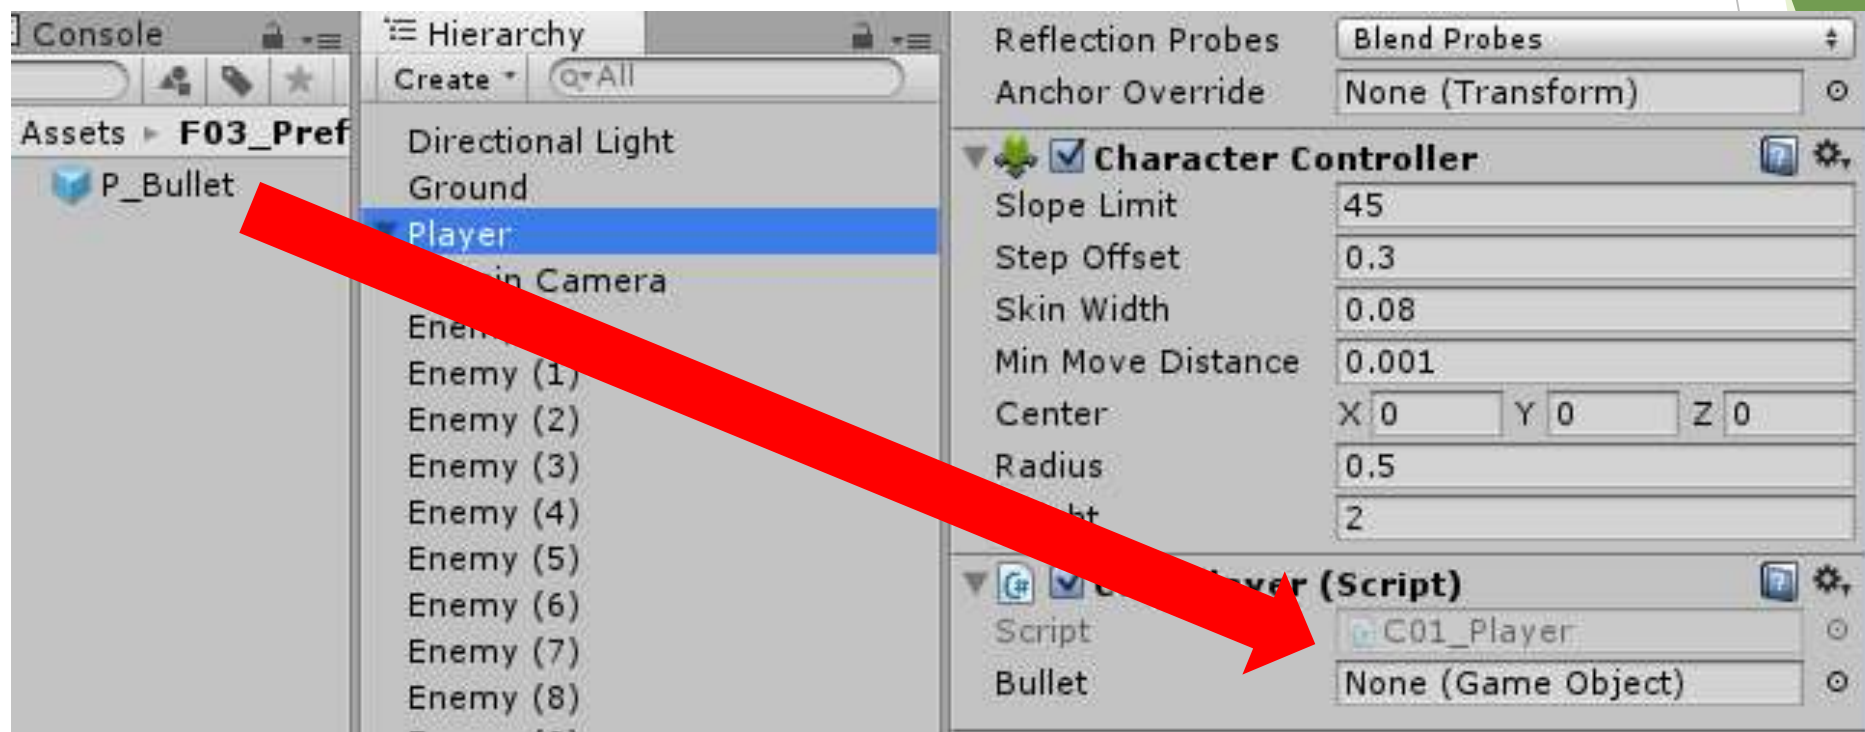 Console
Assets F03_Pref
P_Bullet
Hierarchy
Create All
Directional Light
Ground
Player
Camera
Enemy (1)
Enemy (2)
Enemy (3)
Enemy (4)
Enemy (5)
Enemy (6)
Enemy (7)
Enemy (8)
Reflection Probes Blend Probes
Anchor Override None (Transform)
Character Controller
Slope Limit 45
Step Offset 0.3
Skin Width 0.08
Min Move Distance 0.001
Center X 0 Y 0 Z 0
Radius 0.5
2
(Script)
Script C01_Player
Bullet None (Game Object)